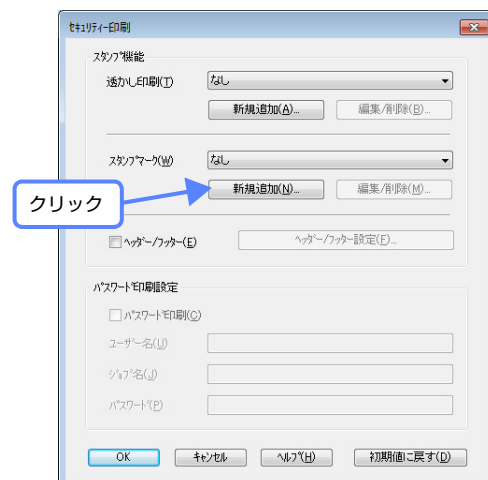 セキュリティー印刷
スタンプ機能
透かし印刷(T) なし
新規追加(A)... 編集/削除(B)...
スタンプマーク(W) なし
クリック
新規追加(N)... 編集/削除(M)...
ヘッダー/フッター(E) ヘッダー/フッター設定(F)...
パスワード印刷設定
パスワード印刷(C)
ユーザー名(U)
ジョブ名(J)
パスワード(P)
OK キャンセル ヘルプ(H) 初期値に戻す(D)